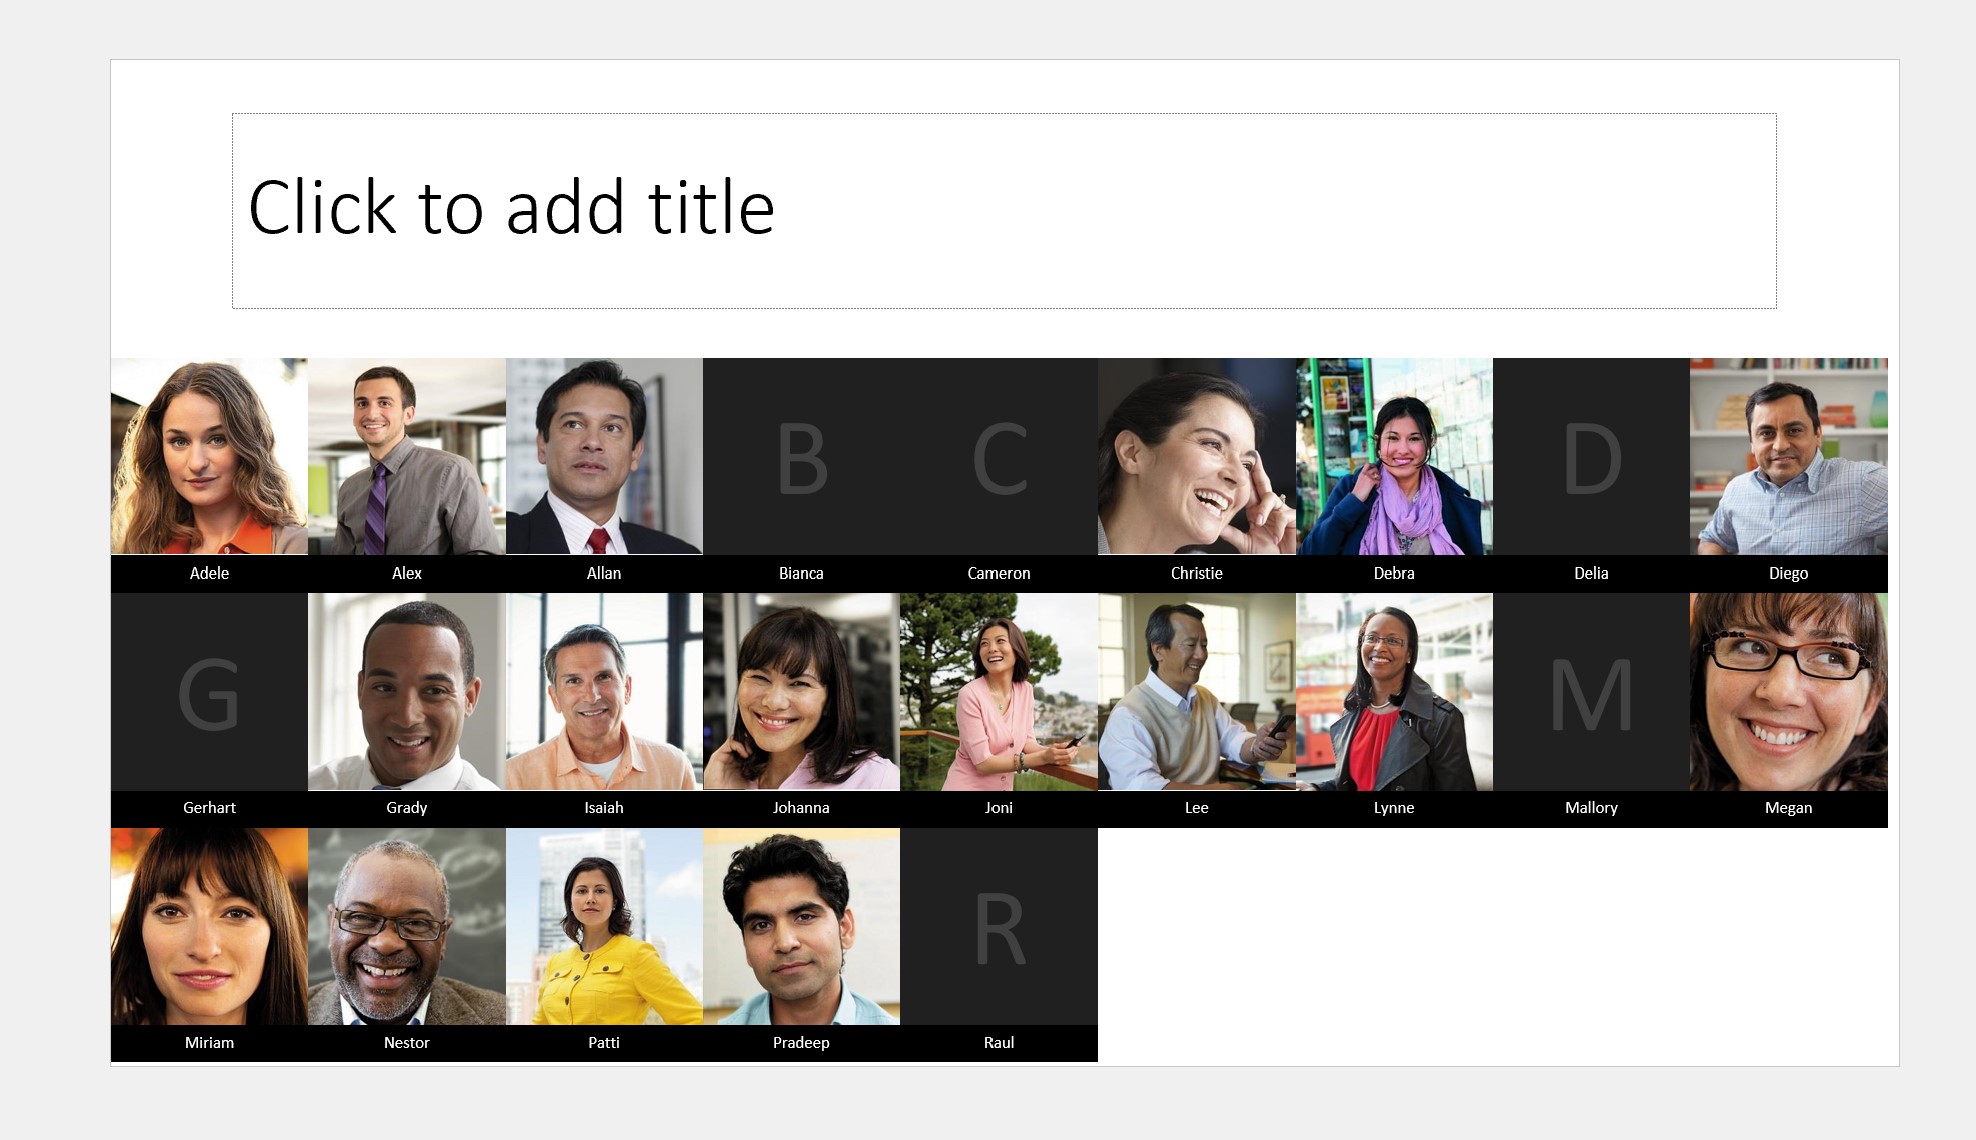 Click to add title
B C D
Adele Alex Allan Bianca Cameron Christie Debra Delia Diego
G M
Gerhart Grady Isaiah Johanna Joni Lee Lynne Mallory Megan
R
Miriam Nestor Patti Pradeep Raul